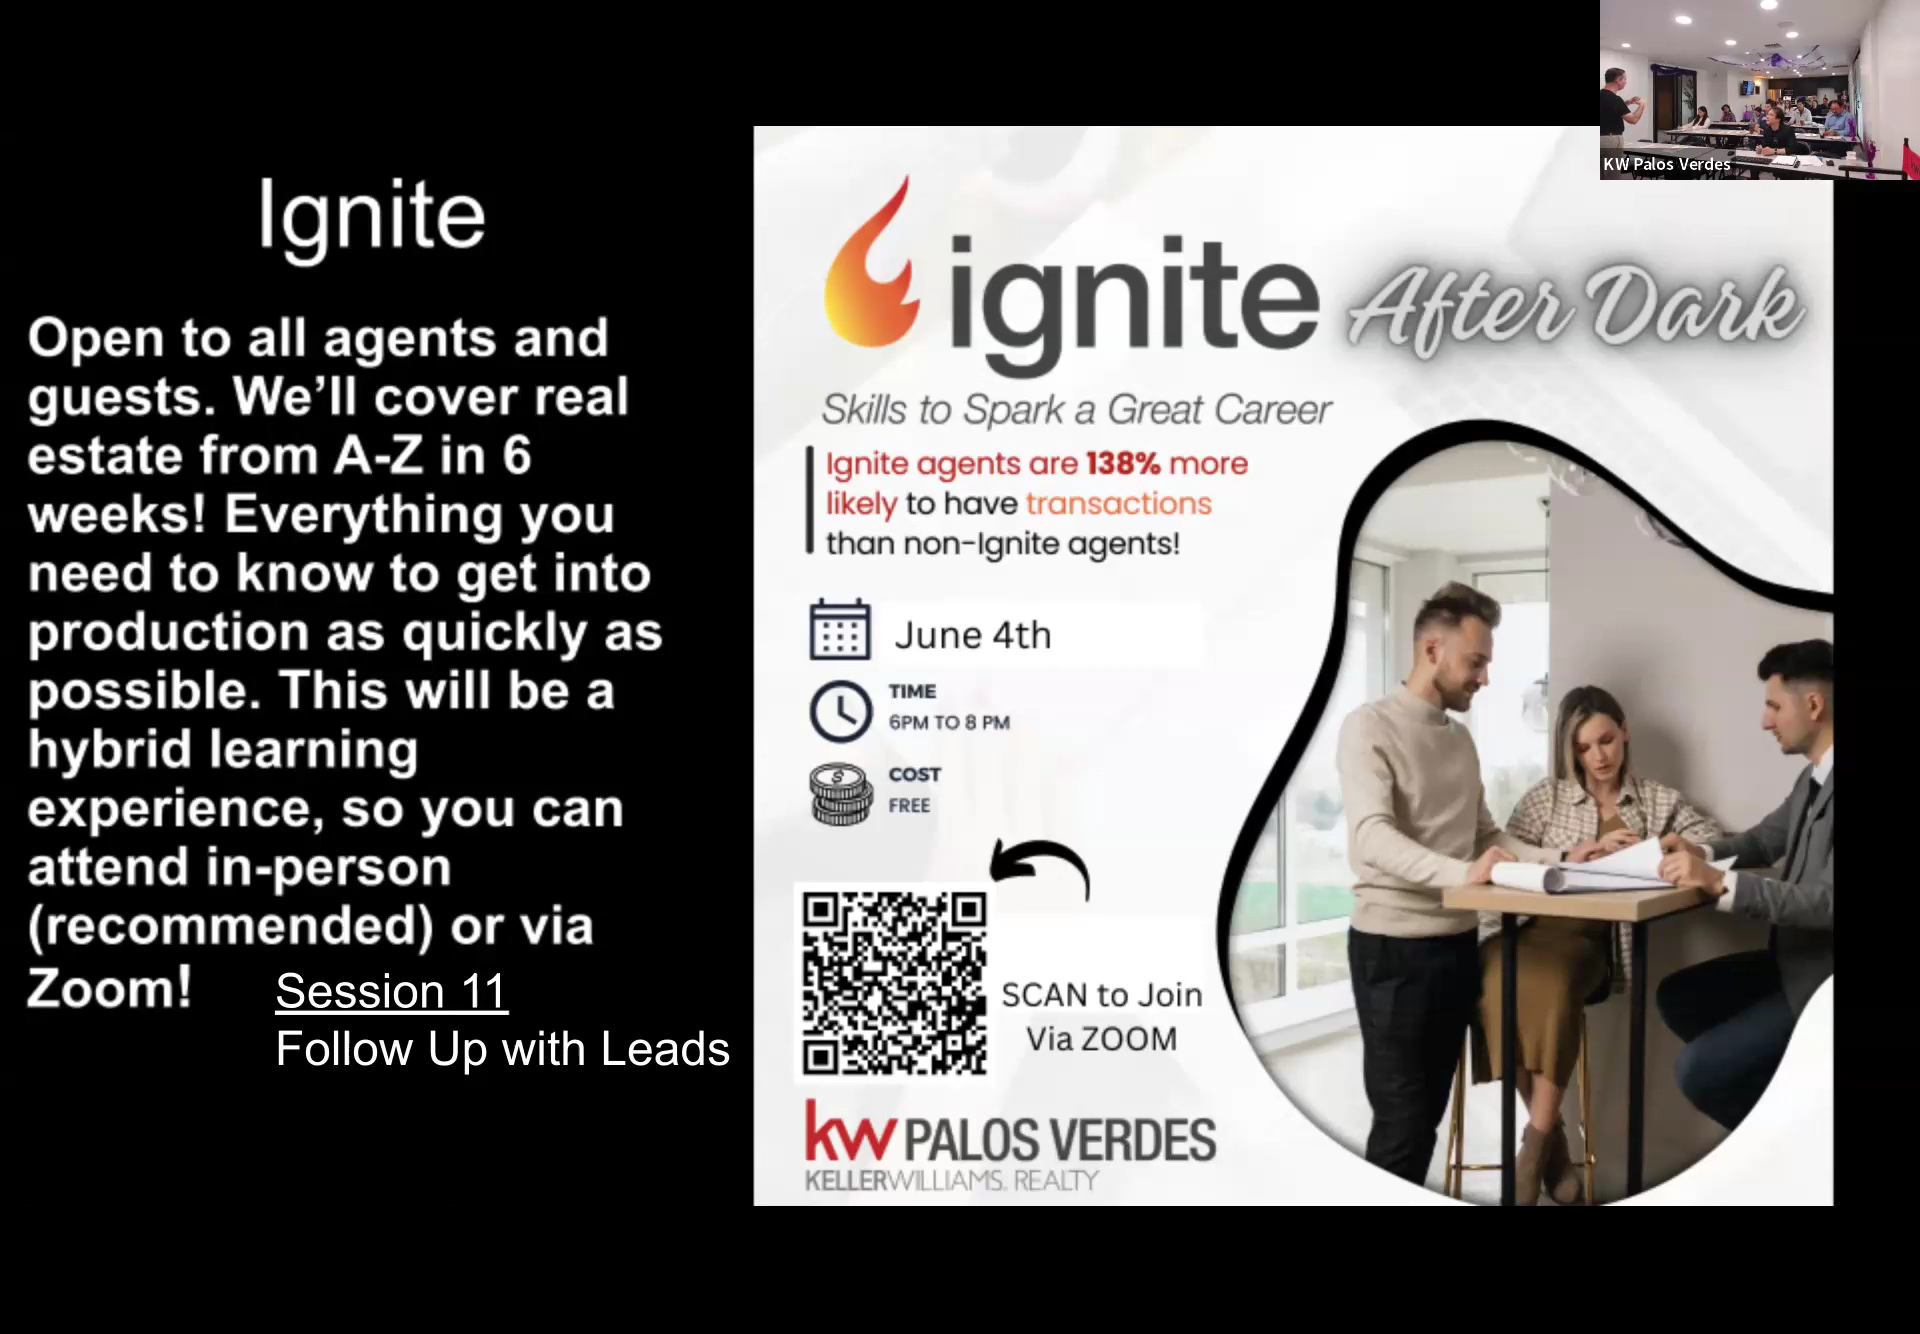 KW Palos Verdes
Ignite
Open to all agents and
guests. We’ll cover real
estate from A-Z in 6
weeks! Everything you
need to know to get into
production as quickly as
possible. This will be a
hybrid learning
experience, so you can
attend in-person
(recommended) or via
Zoom!
Session 11
Follow Up with Leads
ignite After Dark
Skills to Spark a Great Career
Ignite agents are 138% more
likely to have transactions
than non-Ignite agents!
June 4th
TIME
6PM TO 8 PM
COST
FREE
SCAN to Join
Via ZOOM
kw PALOS VERDES
KELLERWILLIAMS. REALTY